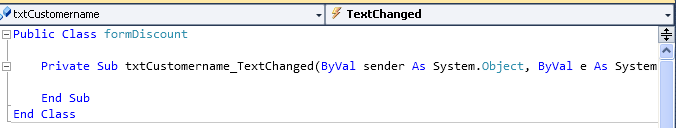 txtCustomername TextChanged
Public Class formDiscount
Private Sub txtCustomername_TextChanged(ByVal sender As System.Object, ByVal e As System
End Sub
End Class